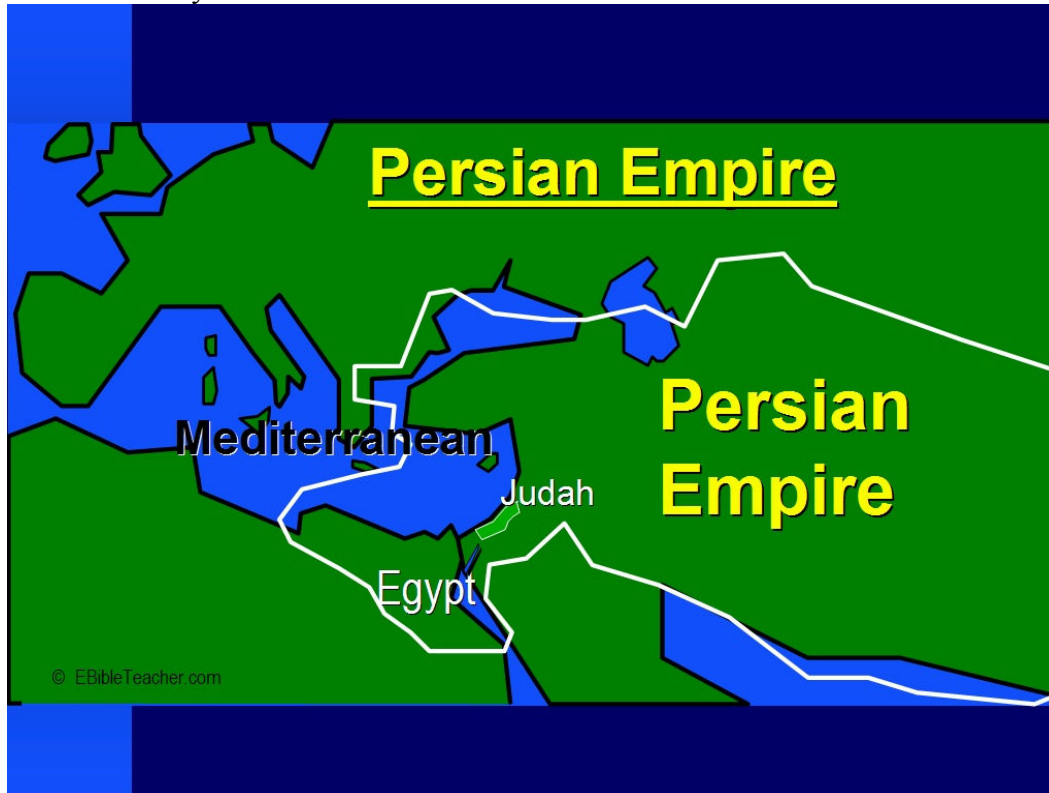 Persian Empire
Persian
Empire
Mediterranean
Judah
Egypt
© EBibleTeacher.com